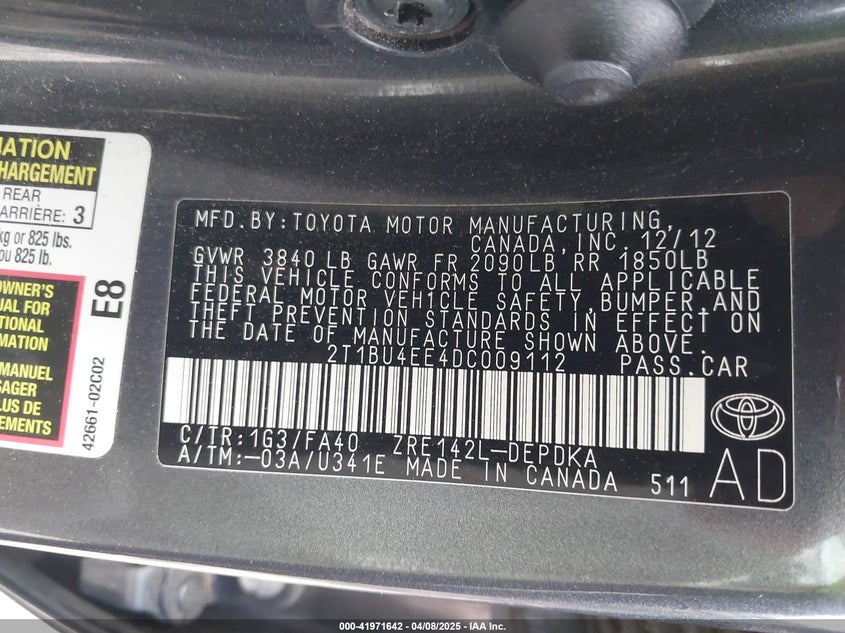 MATION
CHARGEMENT
REAR
ARRIÈRE: 3
kg or 825 lbs.
ou 825 lb.
OWNER'S
UAL FOR
TIONAL
RMATION
MANUEL
SAGER
LUS DE
EMENTS
E8
42661-02C02
MFD. BY: TOYOTA MOTOR MANUFACTURING,
CANADA, INC. 12/12
GVWR 3840 LB GAWR FR 2090LB RR 1850LB
THIS VEHICLE CONFORMS TO ALL APPLICABLE
FEDERAL MOTOR VEHICLE SAFETY, BUMPER, AND
THEFT PREVENTION STANDARDS IN EFFECT ON
THE DATE OF MANUFACTURE SHOWN ABOVE.
2T1BU4EE4DC009112 PASS. CAR
C/TR: 1G3/FA40 ZRE142L-DEPDKA
A/TM: -03A/U341E MADE IN CANADA 511
AD
000-41971642 / 04/08/2025 - IAA Inc.